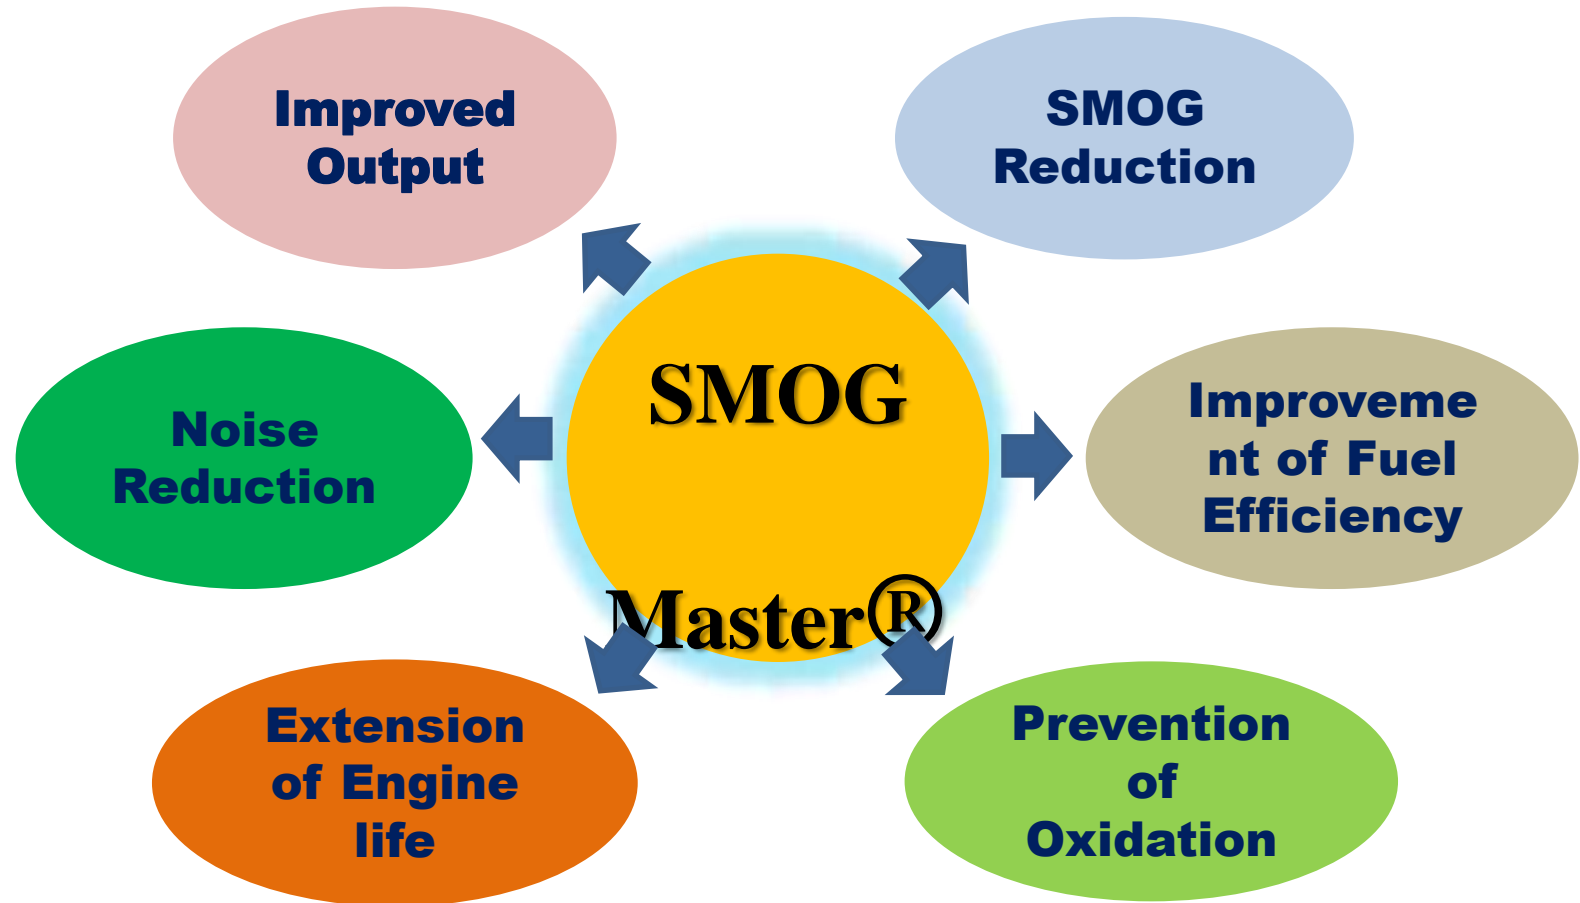 Improved
Output
SMOG
Reduction
Noise
Reduction
SMOG
Master®
Improveme
nt of Fuel
Efficiency
Extension
of Engine
life
Prevention
of
Oxidation